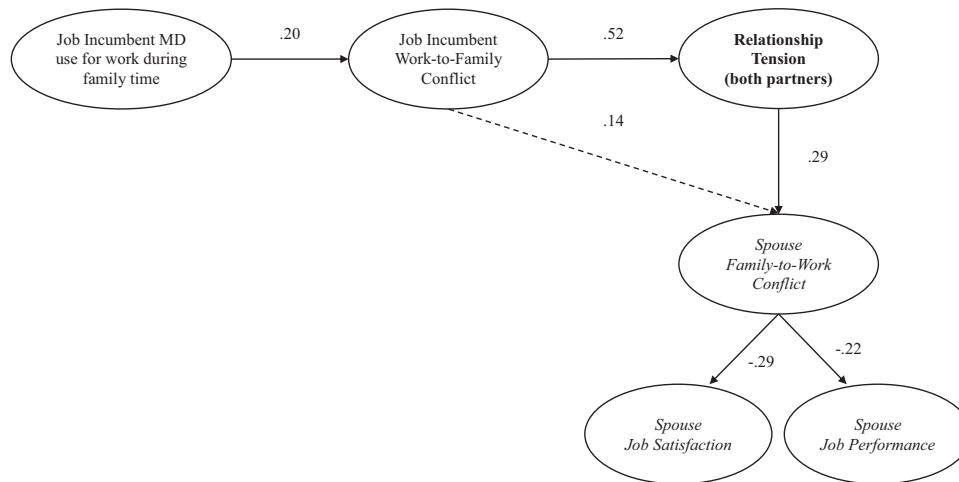 Job Incumbent MD
use for work during
family time
.20
Job Incumbent
Work-to-Family
Conflict
.52
Relationship
Tension
(both partners)
.14
.29
Spouse
Family-to-Work
Conflict
-.29
-.22
Spouse
Job Satisfaction
Spouse
Job Performance